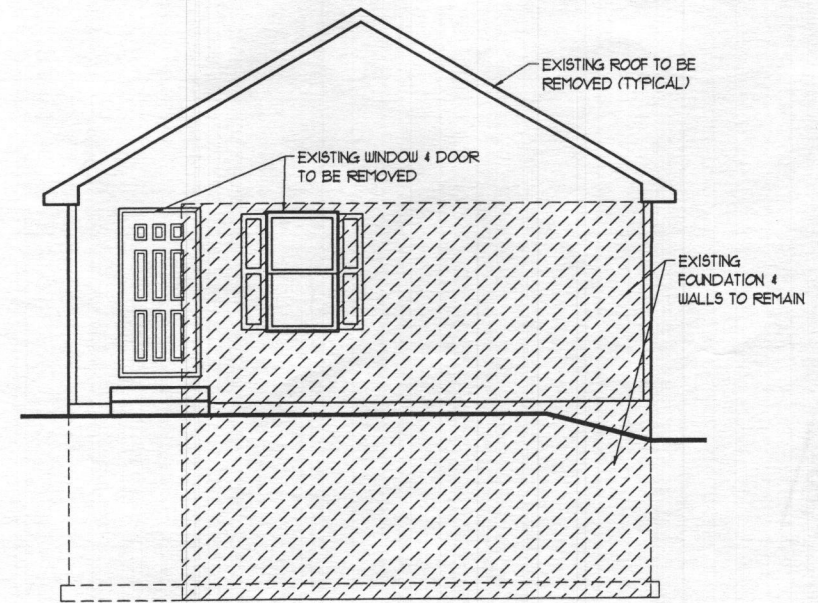 EXISTING ROOF TO BE
REMOVED (TYPICAL)
EXISTING WINDOW & DOOR
TO BE REMOVED
EXISTING
FOUNDATION &
WALLS TO REMAIN